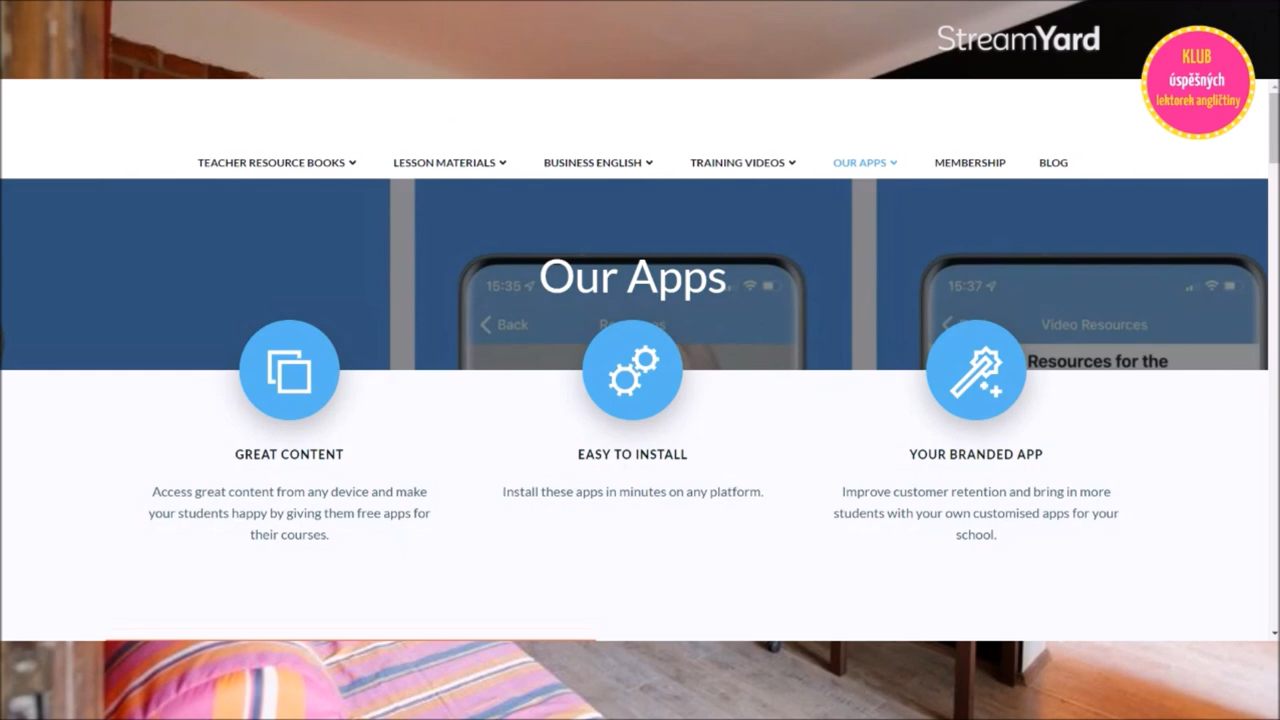 StreamYard
KLUB
úspěšných
lektorek angličtiny
TEACHER RESOURCE BOOKS LESSON MATERIALS BUSINESS ENGLISH TRAINING VIDEOS OUR APPS MEMBERSHIP BLOG
Our Apps
15:35
Back
15:37
Video Resources
Resources for the
GREAT CONTENT
Access great content from any device and make
your students happy by giving them free apps for
their courses.
EASY TO INSTALL
Install these apps in minutes on any platform.
YOUR BRANDED APP
Improve customer retention and bring in more
students with your own customised apps for your
school.